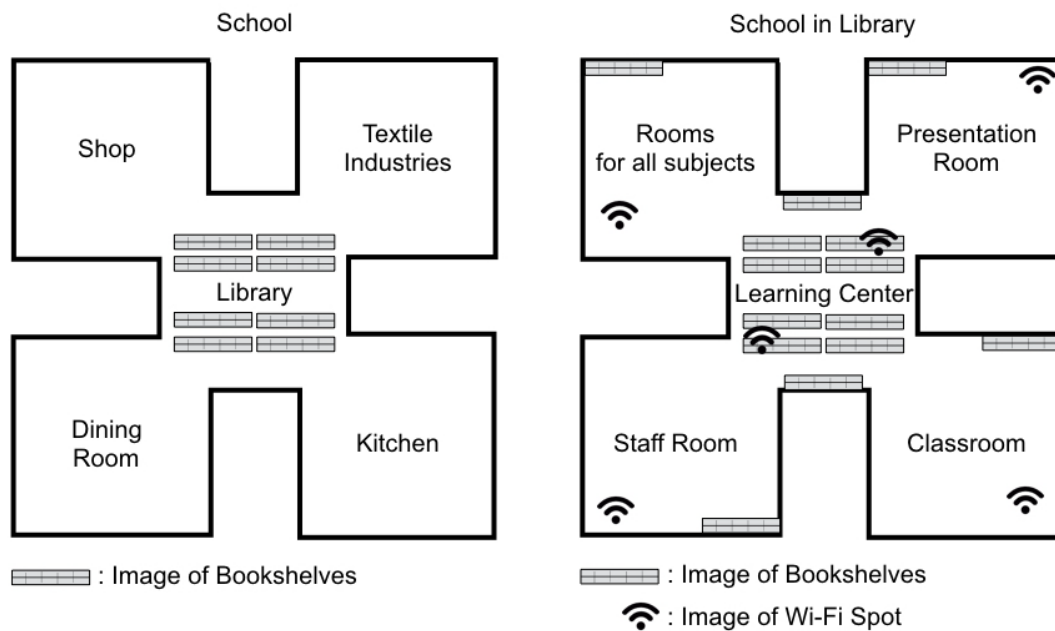 School
Shop
Textile
Industries
Library
Dining
Room
Kitchen
: Image of Bookshelves
School in Library
Rooms
for all subjects
Presentation
Room
Learning Center
Staff Room
Classroom
: Image of Bookshelves
: Image of Wi-Fi Spot